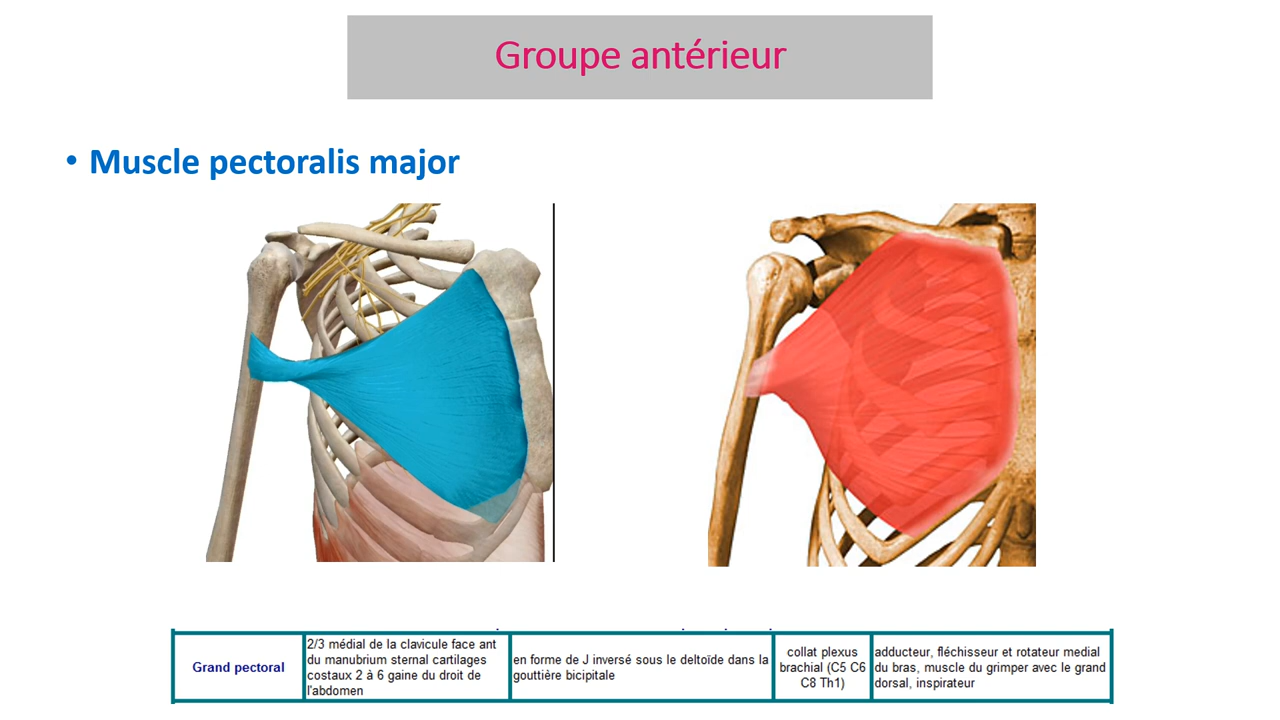 Groupe antérieur
• Muscle pectoralis major
Grand pectoral
2/3 médial de la clavicule face ant
du manubrium sternal cartilages
costaux 2 à 6 gaine du droit de
l'abdomen
en forme de J inversé sous le deltoïde dans la
gouttière bicipitale
collat plexus
brachial (C5 C6
C8 Th1)
adducteur, fléchisseur et rotateur medial
du bras, muscle du grimper avec le grand
dorsal, inspirateur